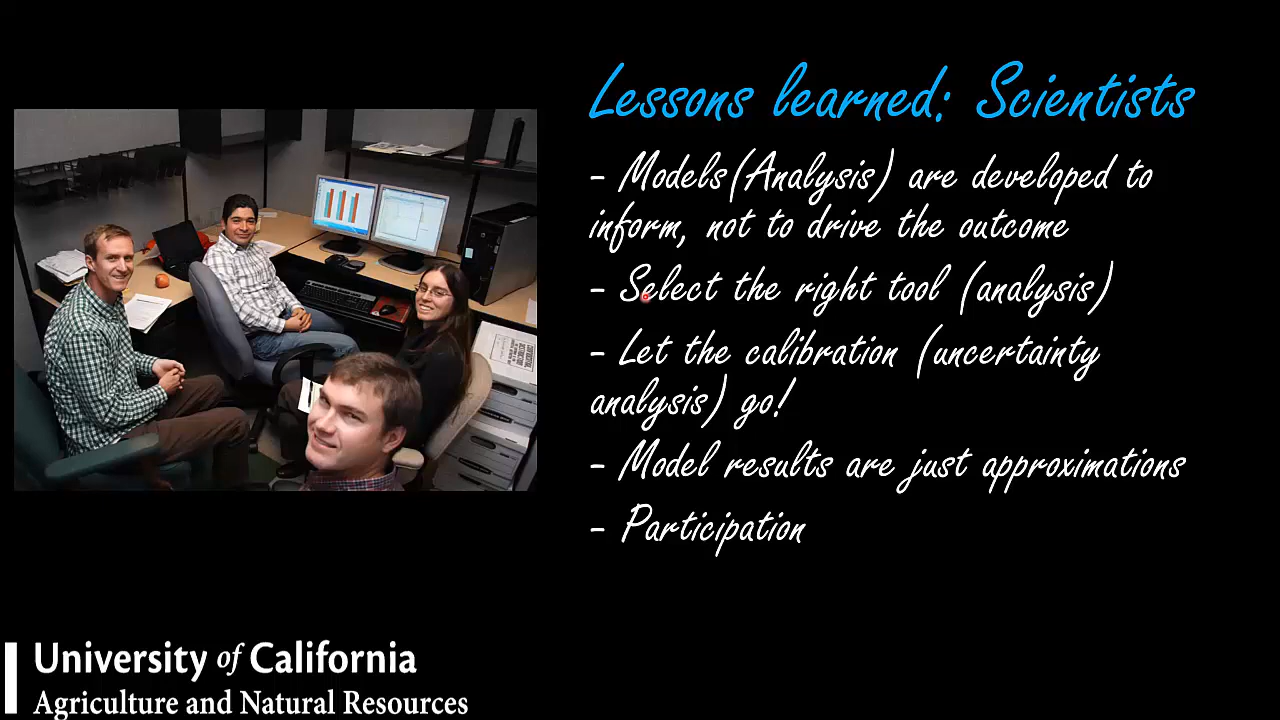 Lessons learned: Scientists
- Models(Analysis) are developed to
inform, not to drive the outcome
- Select the right tool (analysis)
- Let the calibration (uncertainty
analysis) go!
- Model results are just approximations
- Participation
University of California
Agriculture and Natural Resources